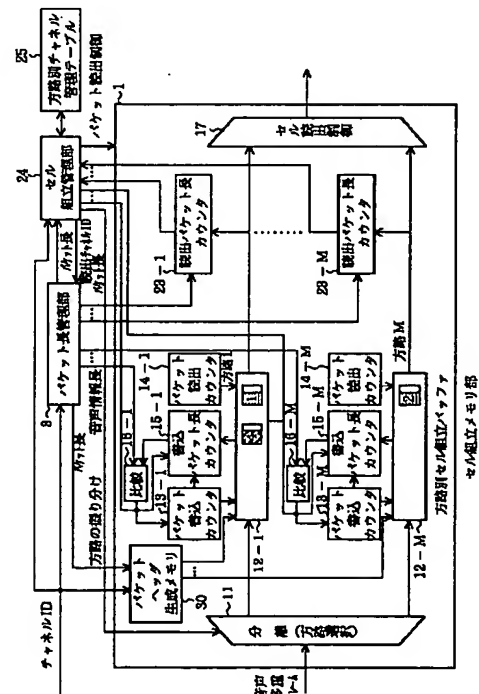 25
方路別チャネル
管理テーブル
24
セル
組立管理部
パケット読出制御
1
17
セル
読出制御
パケット長
読出チャネルID
パケット長
8
パケット長管理部
読出パケット長
カウンタ
23-1
読出パケット長
カウンタ
23-M
パケット長
音声情報長
方路の振り分け
チャネルID
16-1
比較
13-1
パケット
書込
カウンタ
15-1
書込
パケット長
カウンタ
14-1
パケット
読出
カウンタ
方路1
12-1
16-M
比較
13-M
パケット
書込
カウンタ
15-M
書込
パケット長
カウンタ
14-M
パケット
読出
カウンタ
方路M
12-M
パケット
ヘッダ
生成メモリ
30
11
分離(方路選択)
音声
方路別セル組立バッファ
セル組立メモリ部